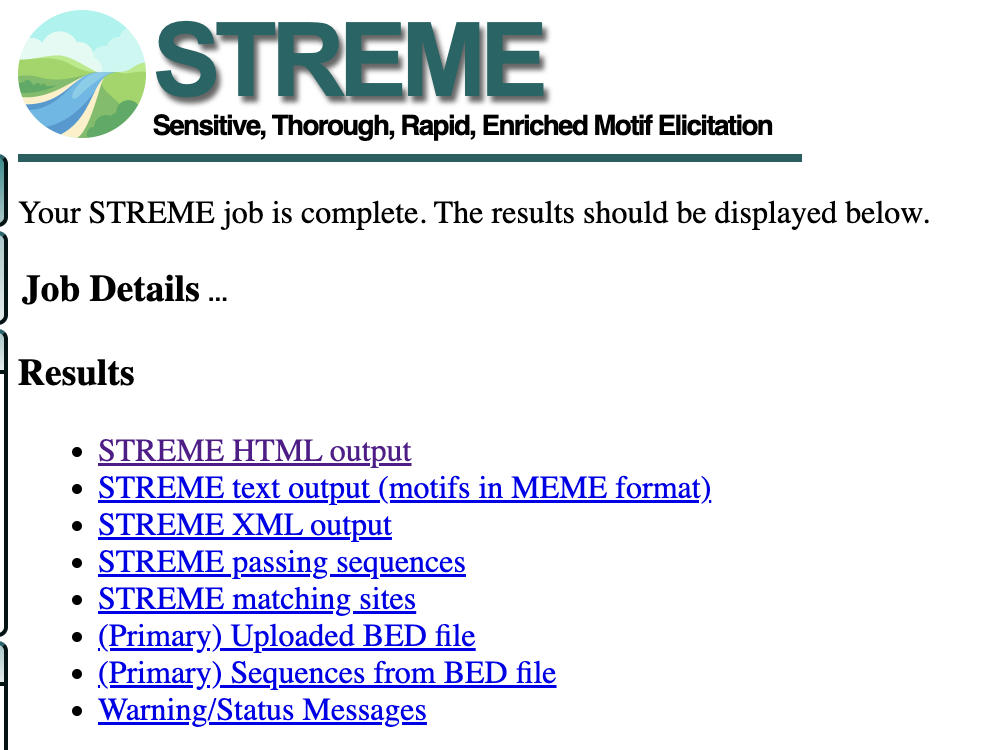 STREME
Sensitive, Thorough, Rapid, Enriched Motif Elicitation
Your STREME job is complete. The results should be displayed below.
Job Details ...
Results
STREME HTML output
STREME text output (motifs in MEME format)
STREME XML output
STREME passing sequences
STREME matching sites
(Primary) Uploaded BED file
(Primary) Sequences from BED file
Warning/Status Messages